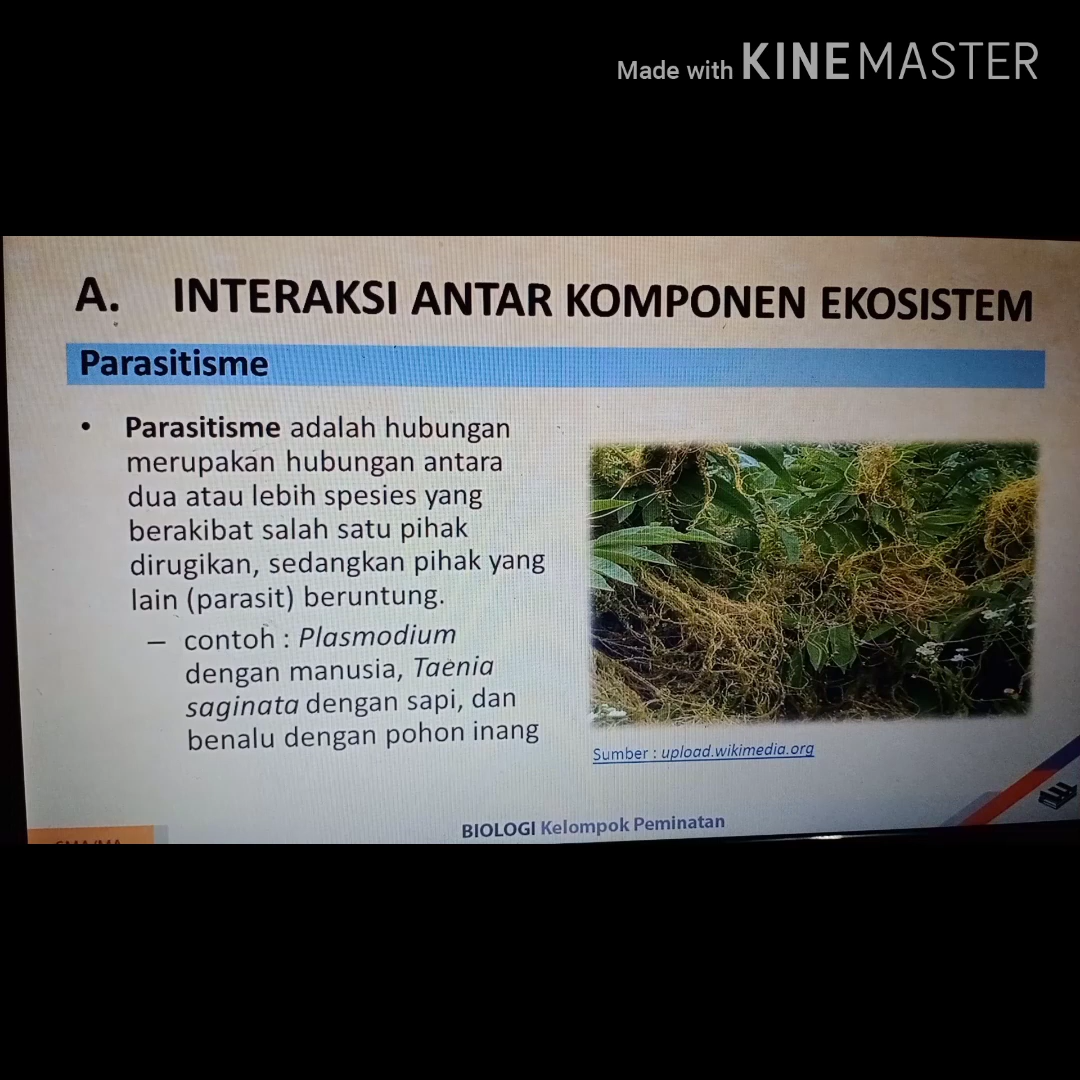 Made with KINEMASTER
A. INTERAKSI ANTAR KOMPONEN EKOSISTEM
Parasitisme
• Parasitisme adalah hubungan
merupakan hubungan antara
dua atau lebih spesies yang
berakibat salah satu pihak
dirugikan, sedangkan pihak yang
lain (parasit) beruntung.
– contoh : Plasmodium
dengan manusia, Taenia
saginata dengan sapi, dan
benalu dengan pohon inang
Sumber : upload.wikimedia.org
BIOLOGI Kelompok Peminatan